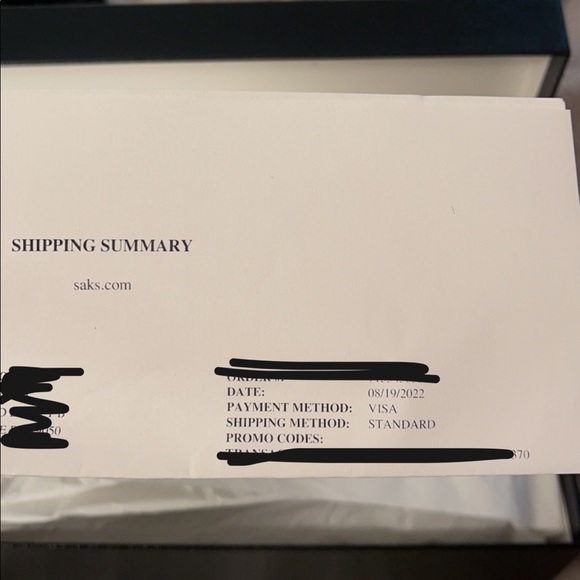 SHIPPING SUMMARY
saks.com
DATE: 08/19/2022
PAYMENT METHOD: VISA
SHIPPING METHOD: STANDARD
PROMO CODES: